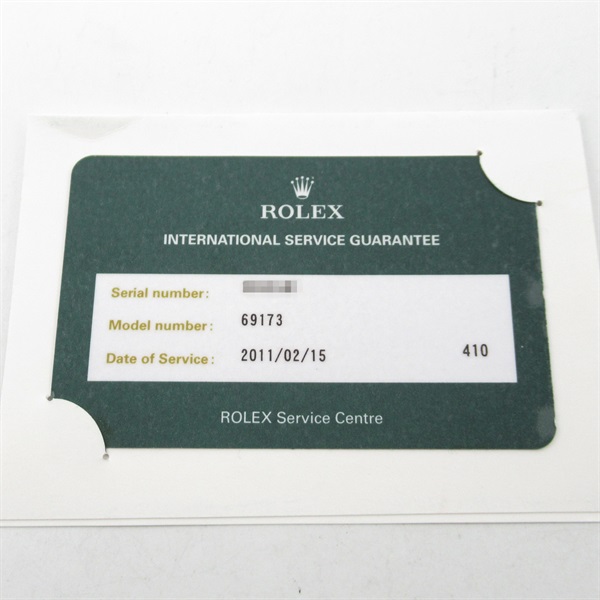 ROLEX
INTERNATIONAL SERVICE GUARANTEE
Serial number:
Model number: 69173
Date of Service: 2011/02/15 410
ROLEX Service Centre